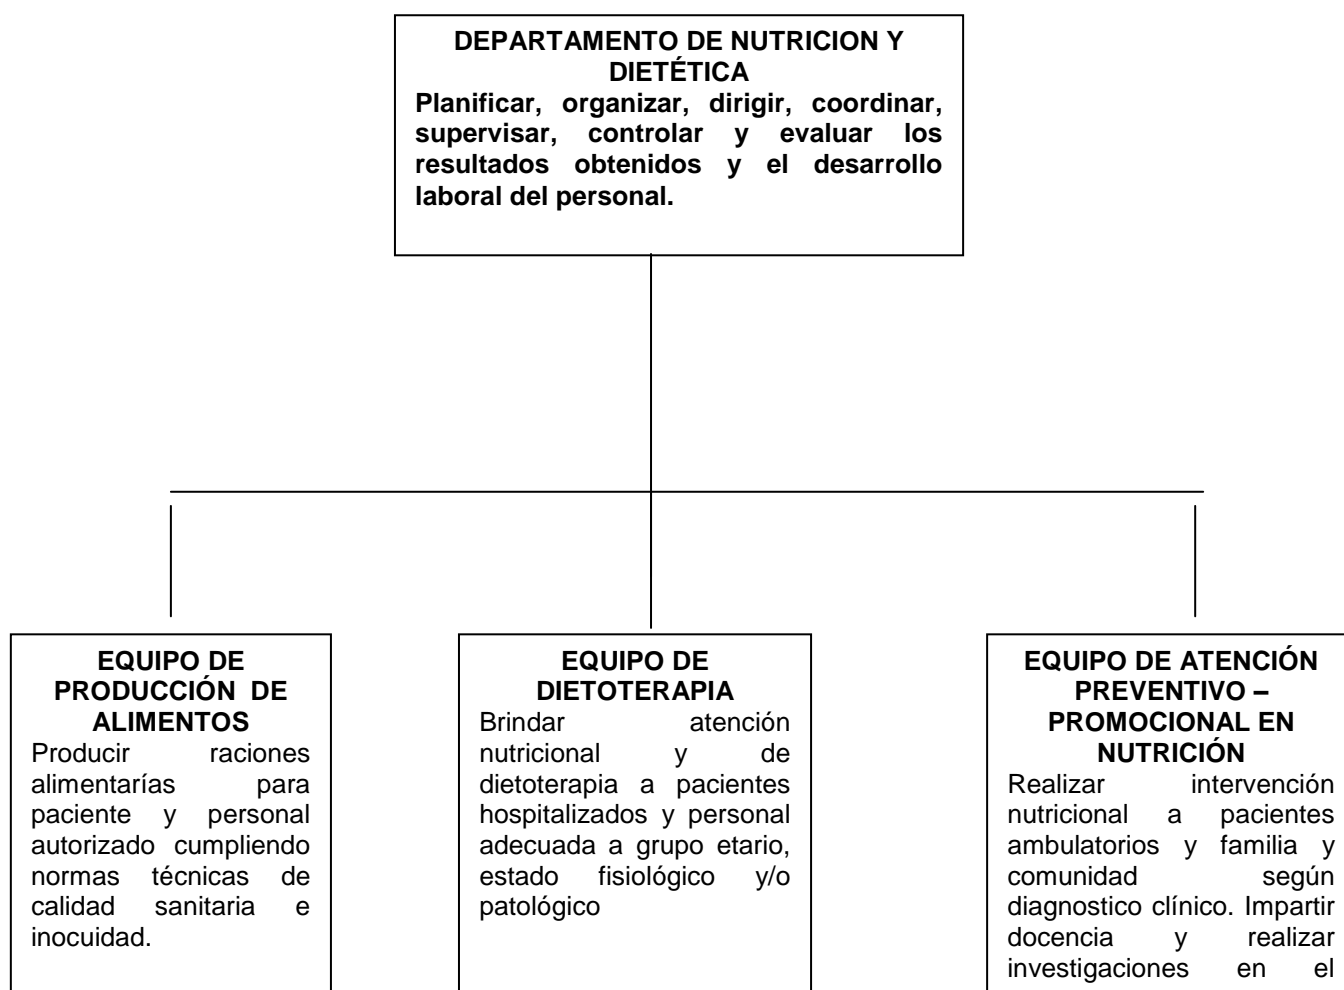 DEPARTAMENTO DE NUTRICION Y
DIETÉTICA
Planificar, organizar, dirigir, coordinar,
supervisar, controlar y evaluar los
resultados obtenidos y el desarrollo
laboral del personal.
EQUIPO DE
PRODUCCIÓN DE
ALIMENTOS
Producir raciones
alimentarías para
paciente y personal
autorizado cumpliendo
normas técnicas de
calidad sanitaria e
inocuidad.
EQUIPO DE
DIETOTERAPIA
Brindar atención
nutricional y de
dietoterapia a pacientes
hospitalizados y personal
adecuada a grupo etario,
estado fisiológico y/o
patológico
EQUIPO DE ATENCIÓN
PREVENTIVO –
PROMOCIONAL EN
NUTRICIÓN
Realizar intervención
nutricional a pacientes
ambulatorios y familia y
comunidad según
diagnostico clínico. Impartir
docencia y realizar
investigaciones en el